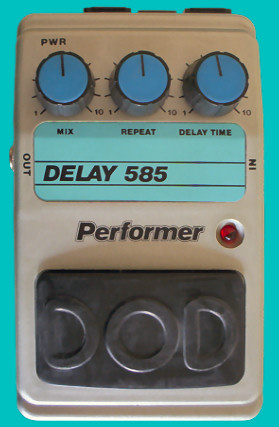 PWR
1 10 1 10 1 10
MIX REPEAT DELAY TIME
OUT
IN
DELAY 585
Performer
DOD